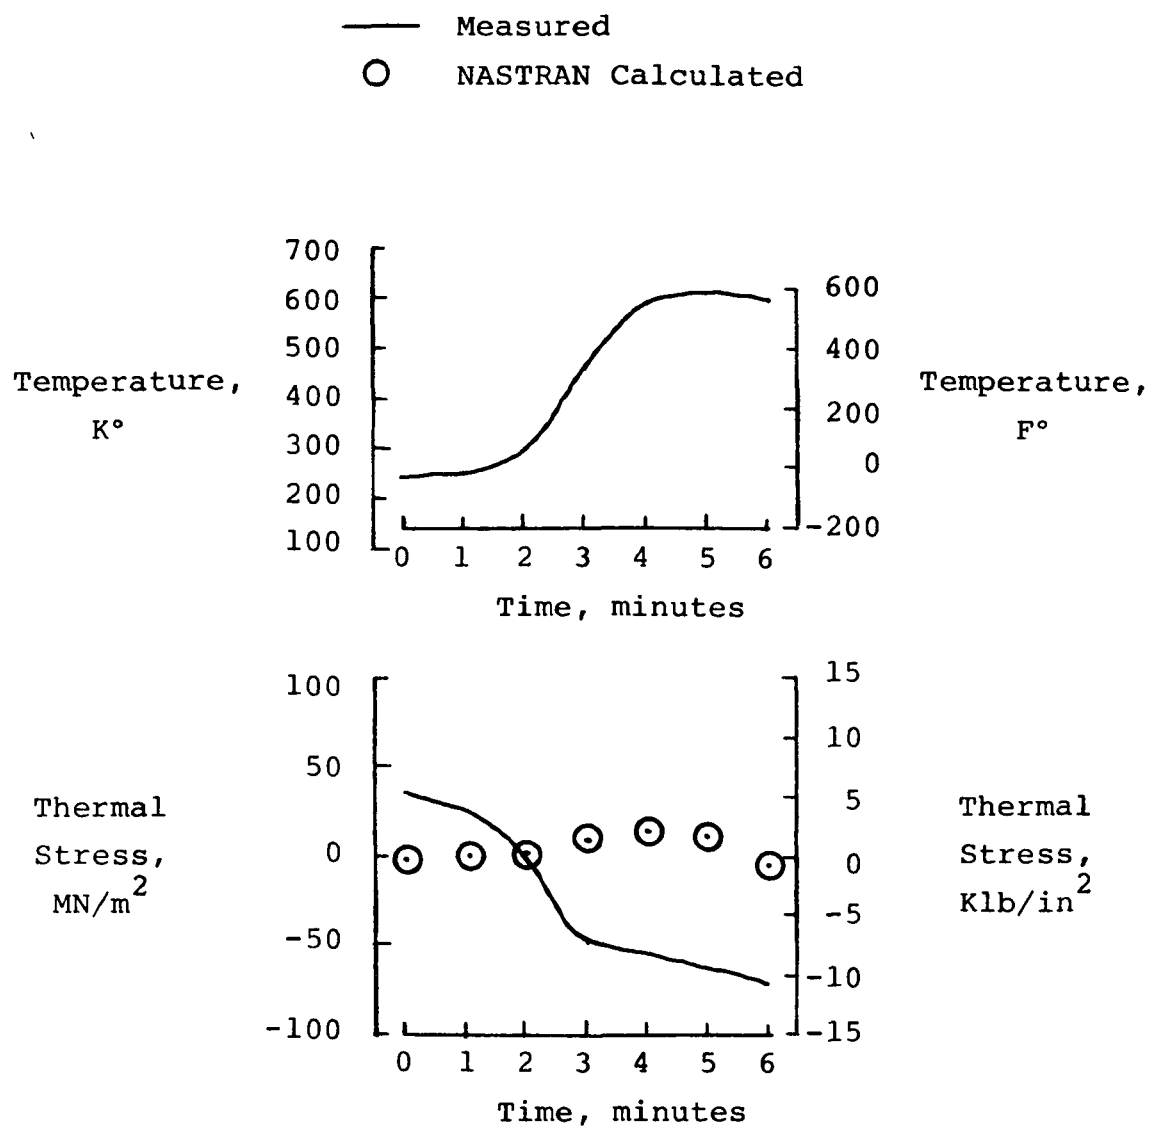 Measured
NASTRAN Calculated
700
600
500
400
300
200
100
Temperature,
K°
600
400
200
0
-200
Temperature,
F°
0 1 2 3 4 5 6
Time, minutes
100
50
0
-50
-100
Thermal
Stress,
MN/m²
15
10
5
0
-5
-10
-15
Thermal
Stress,
Klb/in²
0 1 2 3 4 5 6
Time, minutes